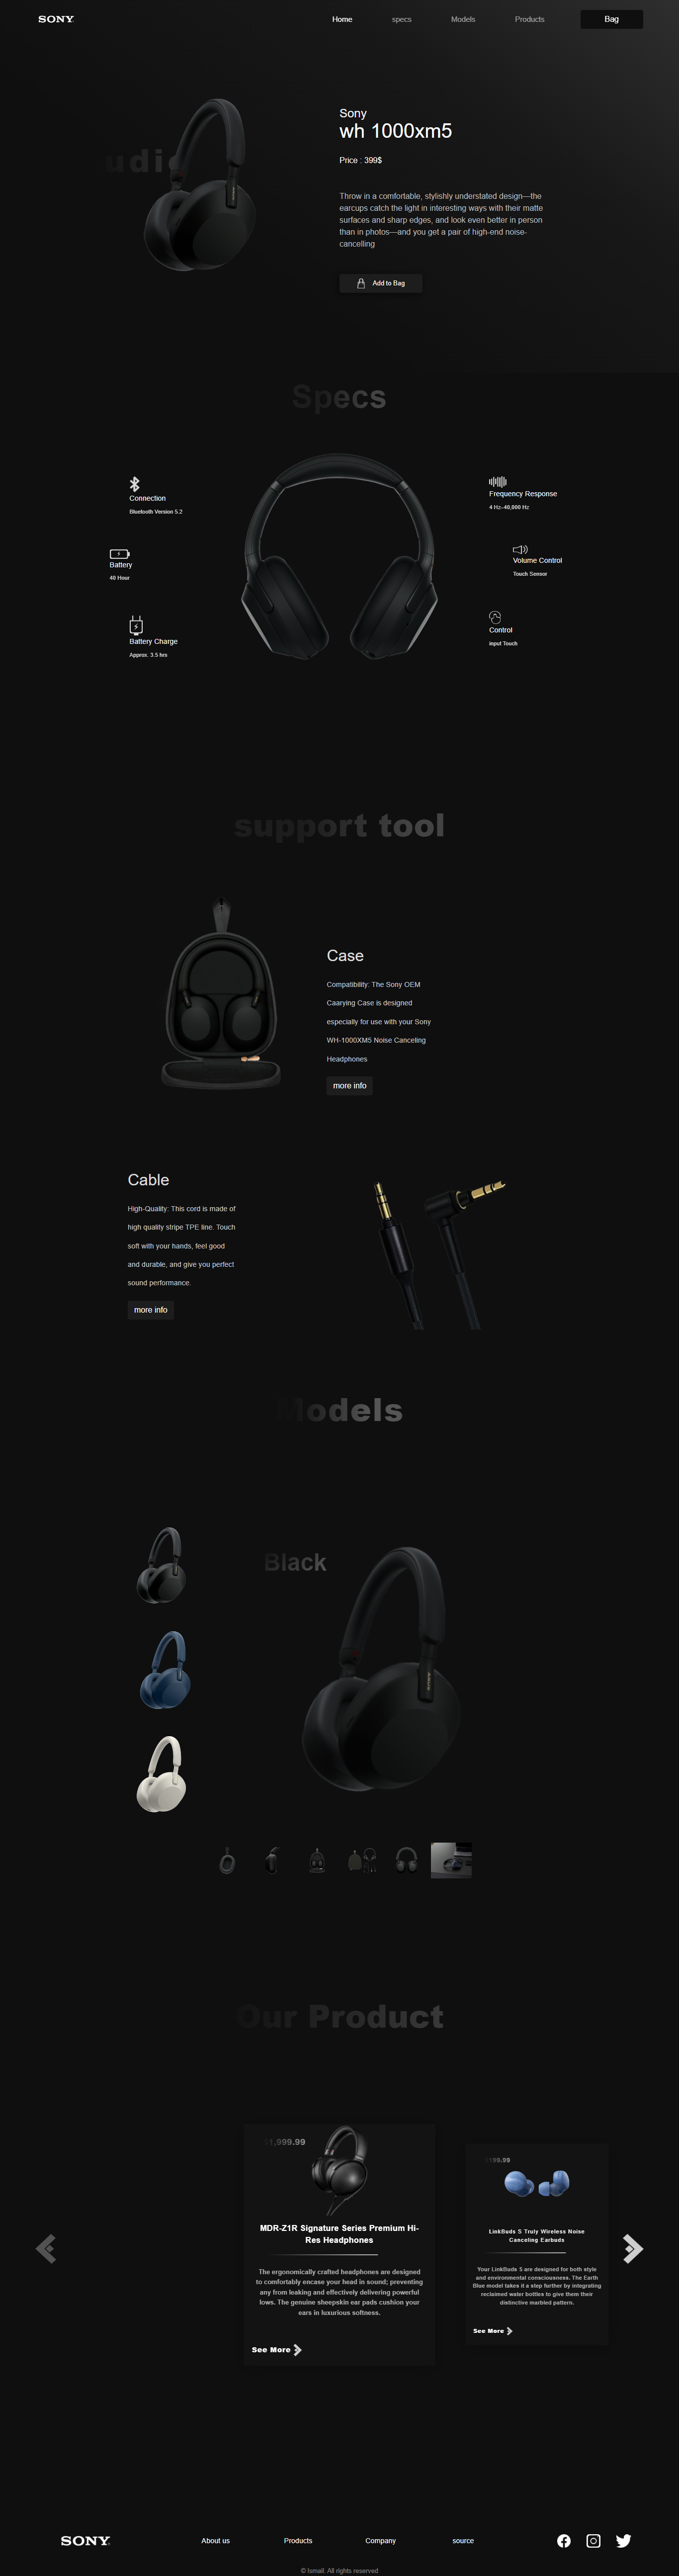 SONY
Home
specs
Models
Products
Bag
udio
Sony
wh 1000xm5
Price : 399$
Throw in a comfortable, stylishly understated design—the
earcups catch the light in interesting ways with their matte
surfaces and sharp edges, and look even better in person
than in photos—and you get a pair of high-end noise-
cancelling
Add to Bag
Specs
Connection
Bluetooth Version 5.2
Battery
40 Hour
Battery Charge
Approx. 3.5 hrs
Frequency Response
4 Hz–40,000 Hz
Volume Control
Touch Sensor
Control
input Touch
support tool
Case
Compatibility: The Sony OEM
Caarying Case is designed
especially for use with your Sony
WH-1000XM5 Noise Canceling
Headphones
more info
Cable
High-Quality: This cord is made of
high quality stripe TPE line. Touch
soft with your hands, feel good
and durable, and give you perfect
sound performance.
more info
Models
Black
Our Product
$1,999.99
MDR-Z1R Signature Series Premium Hi-
Res Headphones
The ergonomically crafted headphones are designed
to comfortably encase your head in sound; preventing
any from leaking and effectively delivering powerful
lows. The genuine sheepskin ear pads cushion your
ears in luxurious softness.
See More
$199.99
LinkBuds S Truly Wireless Noise
Canceling Earbuds
Your LinkBuds S are designed for both style
and environmental consciousness. The Earth
Blue model takes it a step further by integrating
reclaimed water bottles to give them their
distinctive marbled pattern.
See More
SONY
About us
Products
Company
source
© Ismail. All rights reserved